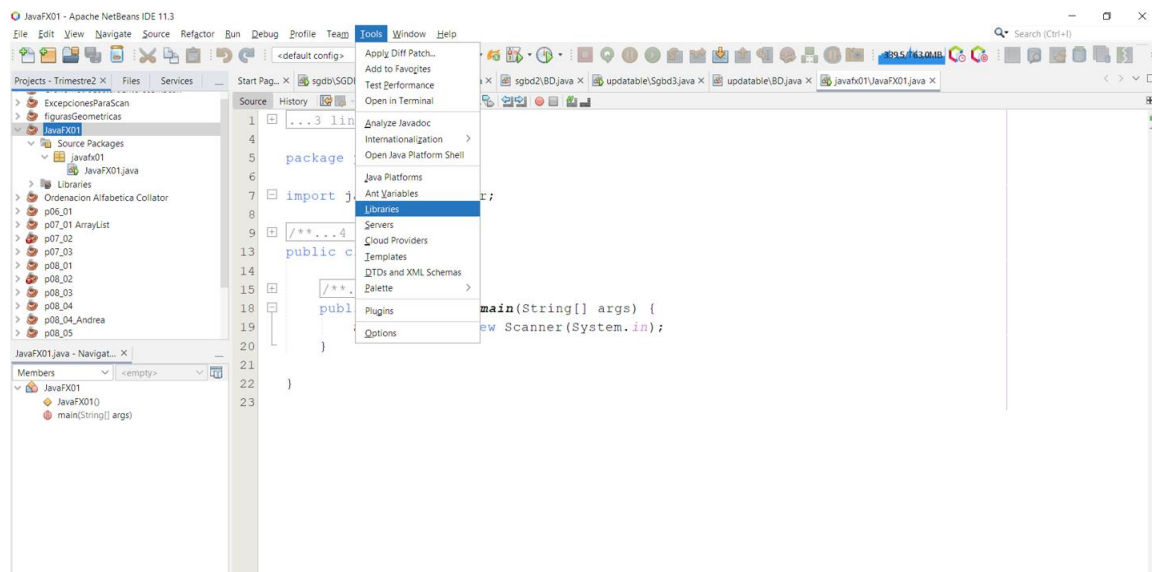 JavaFX01 - Apache NetBeans IDE 11.3
File Edit View Navigate Source Refactor Run Debug Profile Team Tools Window Help
Search (Ctrl+I)
<default config>
339,5/763,0MB
Apply Diff Patch...
Add to Favorites
Test Performance
Open in Terminal
Analyze Javadoc
Internationalization
Open Java Platform Shell
Java Platforms
Ant Variables
Libraries
Servers
Cloud Providers
Templates
DTDs and XML Schemas
Palette
Plugins
Options
Projects - Trimestre2 Files Services
ExcepcionesParaScan
figurasGeometricas
JavaFX01
Source Packages
javafx01
JavaFX01.java
Libraries
Ordenacion Alfabetica Collator
p06_01
p07_01 ArrayList
p07_02
p07_03
p08_01
p08_02
p08_03
p08_04
p08_04_Andrea
p08_05
Start Pag... sgbd2\BD.java updatable\Sgbd3.java updatable\BD.java javafx01\JavaFX01.java
Source History
1 ...3 lin
4
5 package
6
7 import j r;
8
9 /**...4
13 public c
14
15 /**.
18 publ main(String[] args) {
19 ew Scanner(System.in);
20 }
21
22 }
23
JavaFX01.java - Navigat...
Members <empty>
JavaFX01
JavaFX01()
main(String[] args)